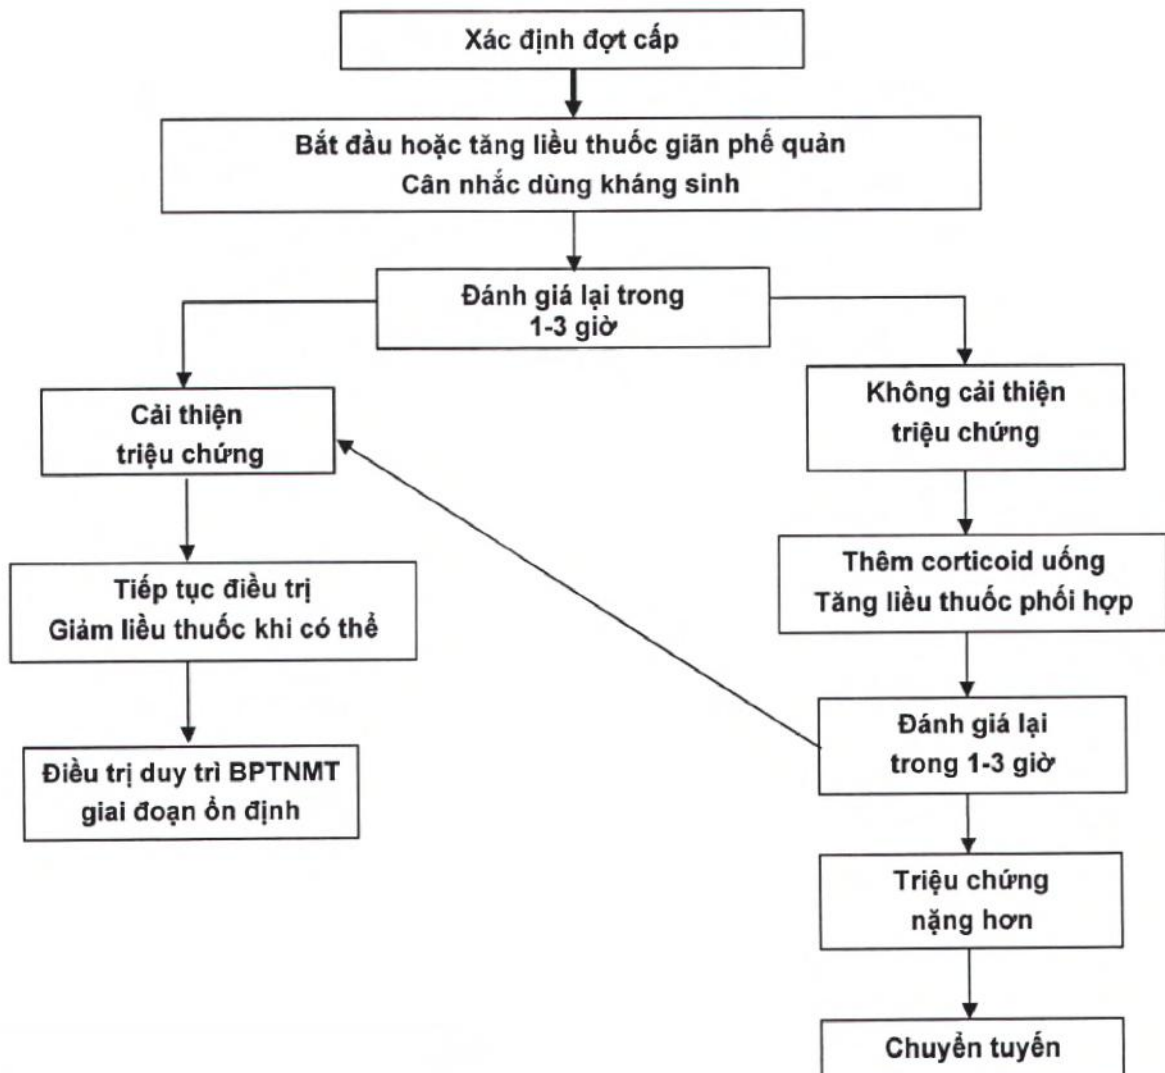 Xác định đợt cấp
Bắt đầu hoặc tăng liều thuốc giãn phế quản
Cân nhắc dùng kháng sinh
Đánh giá lại trong
1-3 giờ
Cải thiện
triệu chứng
Không cải thiện
triệu chứng
Tiếp tục điều trị
Giảm liều thuốc khi có thể
Thêm corticoid uống
Tăng liều thuốc phối hợp
Điều trị duy trì BPTNMT
giai đoạn ổn định
Đánh giá lại
trong 1-3 giờ
Triệu chứng
nặng hơn
Chuyển tuyến